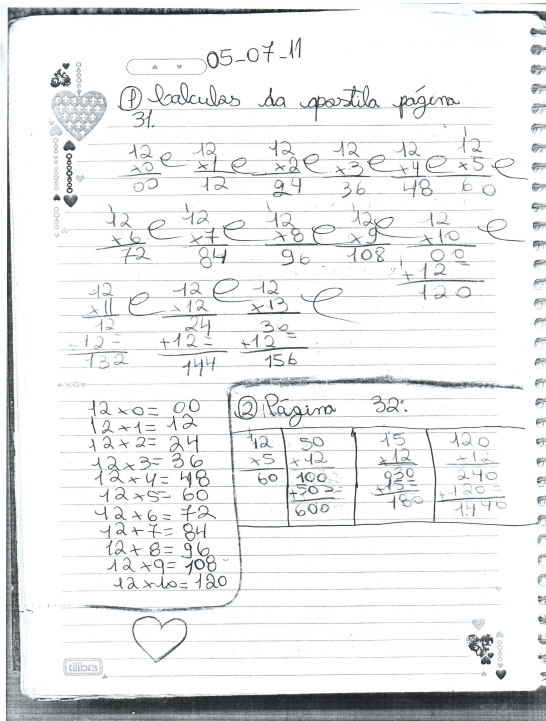 05-07-11
① Calculos da apostila página
31.
12 12 12 12 12 12
x0 x1 x2 x3 x4 x5
00 12 24 36 48 60
12 12 12 12 12
x6 x7 x8 x9 x10
72 84 96 108 00
+12=
120
12 12 12
x11 x12 x13
12 24 36
+12= +12= +12=
132 144 156
12x0= 00
12x1= 12
12x2= 24
12x3= 36
12x4= 48
12x5= 60
12x6= 72
12+7= 84
12+8= 96
12x9= 108
12x10= 120
② Página 32:
12 50 15 120
x5 x12 x12 x12
60 100 030 240
+50= +15= +120=
600 180 1440
tilibra